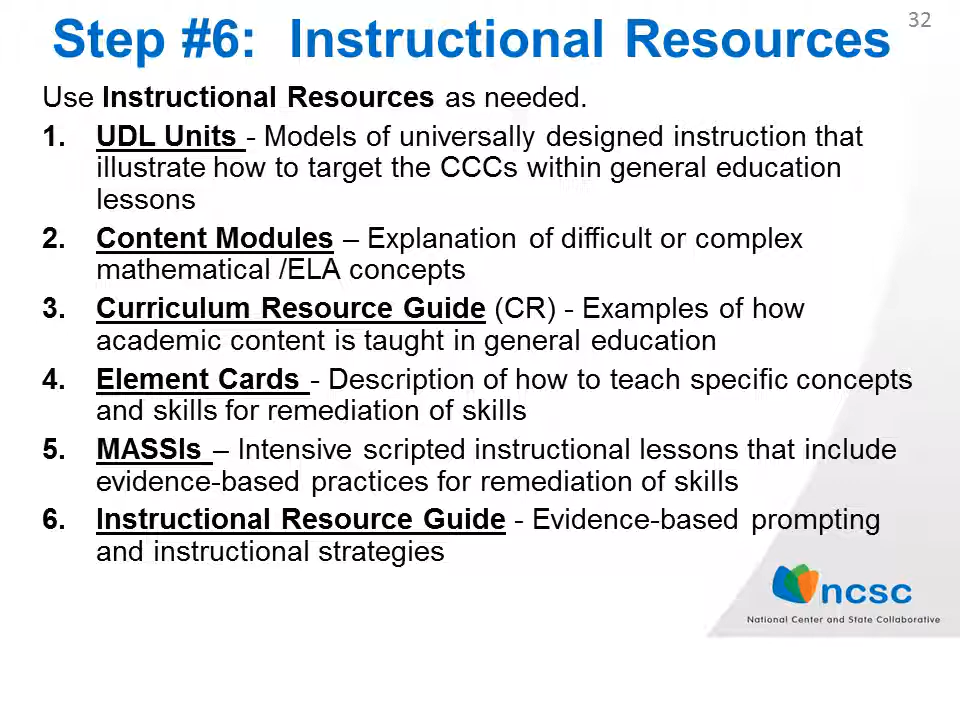 32
Step #6:  Instructional Resources
Use Instructional Resources as needed.
1. UDL Units - Models of universally designed instruction that
illustrate how to target the CCCs within general education
lessons
2. Content Modules – Explanation of difficult or complex
mathematical /ELA concepts
3. Curriculum Resource Guide (CR) - Examples of how
academic content is taught in general education
4. Element Cards - Description of how to teach specific concepts
and skills for remediation of skills
5. MASSIs – Intensive scripted instructional lessons that include
evidence-based practices for remediation of skills
6. Instructional Resource Guide - Evidence-based prompting
and instructional strategies
ncsc
National Center and State Collaborative